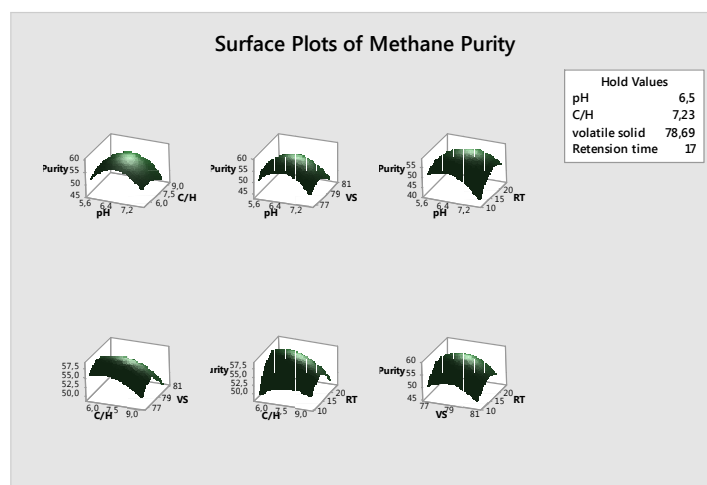 Surface Plots of Methane Purity
Hold Values
pH 6,5
C/H 7,23
volatile solid 78,69
Retension time 17
60
55
50
45
Purity
5,6 6,4 7,2
pH
9,0
7,5
6,0
C/H
60
55
50
45
Purity
5,6 6,4 7,2
pH
81
79
77
VS
55
50
45
40
Purity
5,6 6,4 7,2
pH
20
15
10
RT
57,5
55,0
52,5
50,0
6,0 7,5 9,0
C/H
81
79
77
VS
57,5
55,0
52,5
50,0
urity
6,0 7,5 9,0
C/H
20
15
10
RT
60
55
50
45
Purity
77 79 81
VS
20
15
10
RT